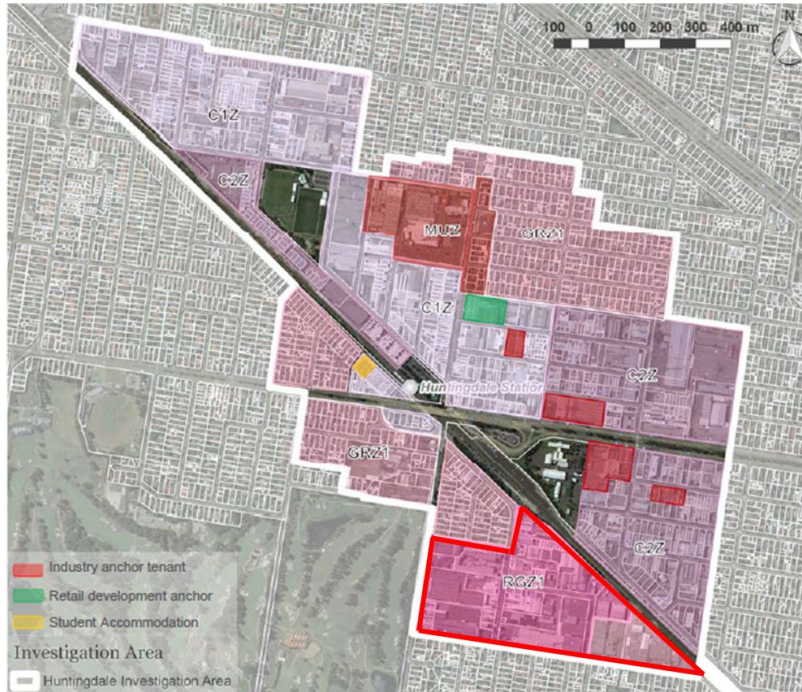 100 0 100 200 300 400 m
N
C1Z
C2Z
MUZ
GRZ1
C1Z
C2Z
Huntingdale Station
GRZ1
C2Z
RGZ1
Industry anchor tenant
Retail development anchor
Student Accommodation
Investigation Area
Huntingdale Investigation Area